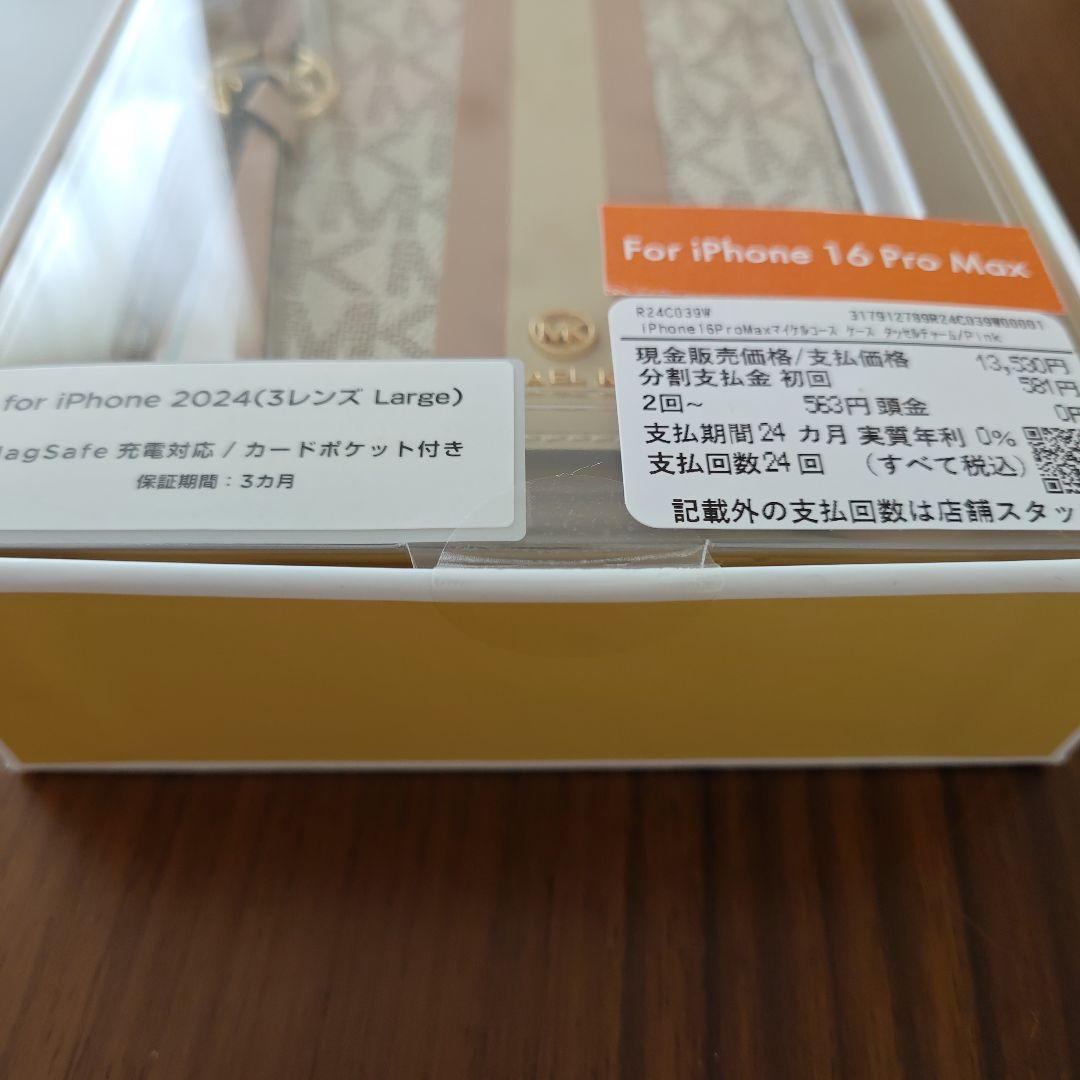 MK
For iPhone 16 Pro Max
R24C039W 317912789R24C039W00001
iPhone16ProMaxマイケルコース ケース タッセルチャーム/Pink
現金販売価格/支払価格 13,530円
分割支払金 初回 581円
2回~ 563円 頭金 0円
支払期間24 カ月 実質年利 0%
支払回数24 回 (すべて税込)
記載外の支払回数は店舗スタッ
for iPhone 2024(3レンズ Large)
MagSafe 充電対応 / カードポケット付き
保証期間:3カ月